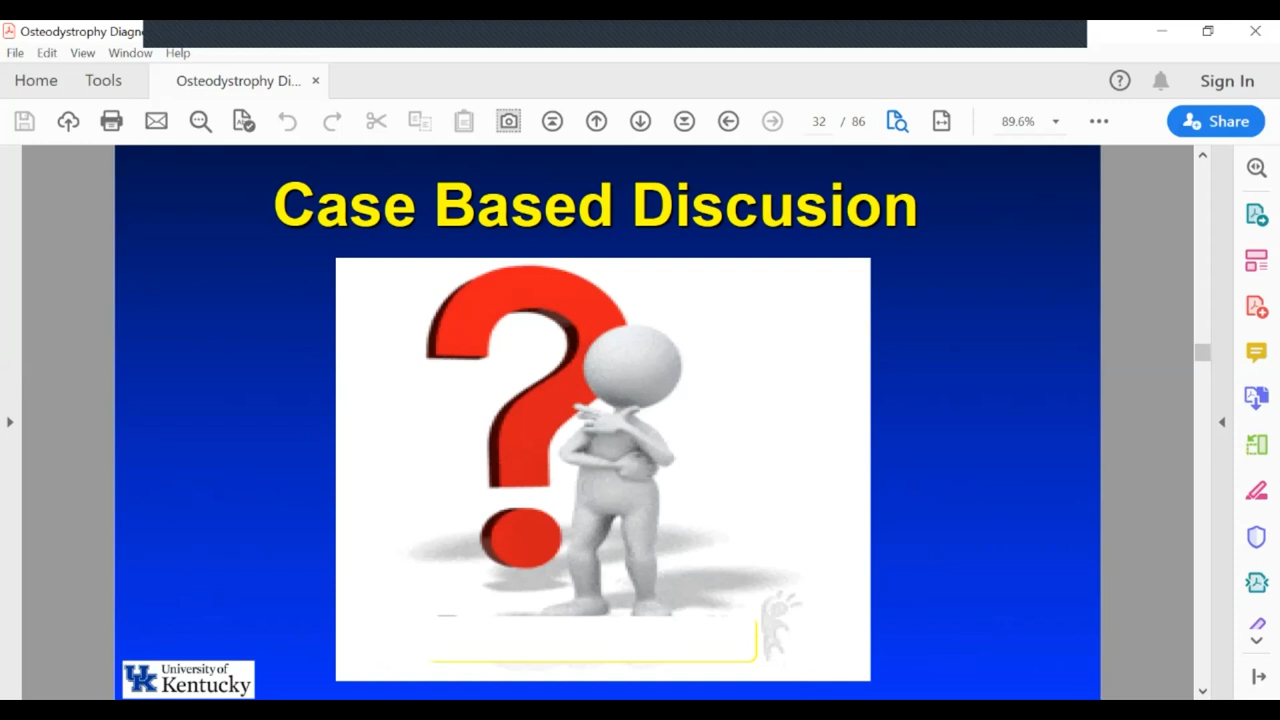 Osteodystrophy Diagn
File Edit View Window Help
Home Tools Osteodystrophy Di... ×
Sign In
32 / 86
89.6%
Share
Case Based Discusion
?
University of
UK Kentucky